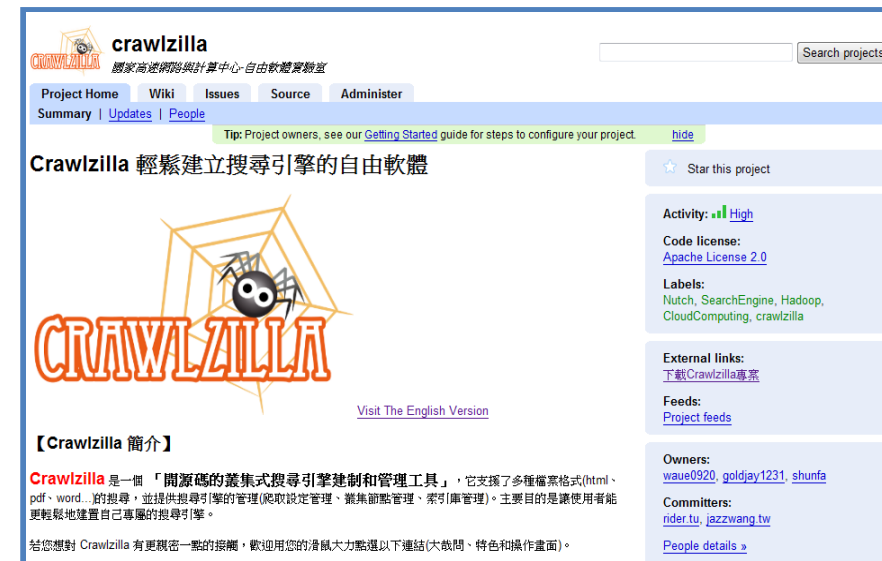 CRAWLZILLA
crawlzilla
國家高速網路與計算中心-自由軟體實驗室
Search projects
Project Home Wiki Issues Source Administer
Summary | Updates | People
Tip: Project owners, see our Getting Started guide for steps to configure your project. hide
Crawlzilla 輕鬆建立搜尋引擎的自由軟體
CRAWLZILLA
Visit The English Version
【Crawlzilla 簡介】
Crawlzilla 是一個 「開源碼的叢集式搜尋引擎建制和管理工具」，它支援了多種檔案格式(html、
pdf、word...)的搜尋，並提供搜尋引擎的管理(爬取設定管理、叢集節點管理、索引庫管理)。主要目的是讓使用者能
更輕鬆地建置自己專屬的搜尋引擎。
若您想對 Crawlzilla 有更親密一點的接觸，歡迎用您的滑鼠大力點選以下連結(大哉問、特色和操作畫面)。
Star this project
Activity: High
Code license:
Apache License 2.0
Labels:
Nutch, SearchEngine, Hadoop,
CloudComputing, crawlzilla
External links:
下載Crawlzilla專案
Feeds:
Project feeds
Owners:
waue0920, goldjay1231, shunfa
Committers:
rider.tu, jazzwang.tw
People details »